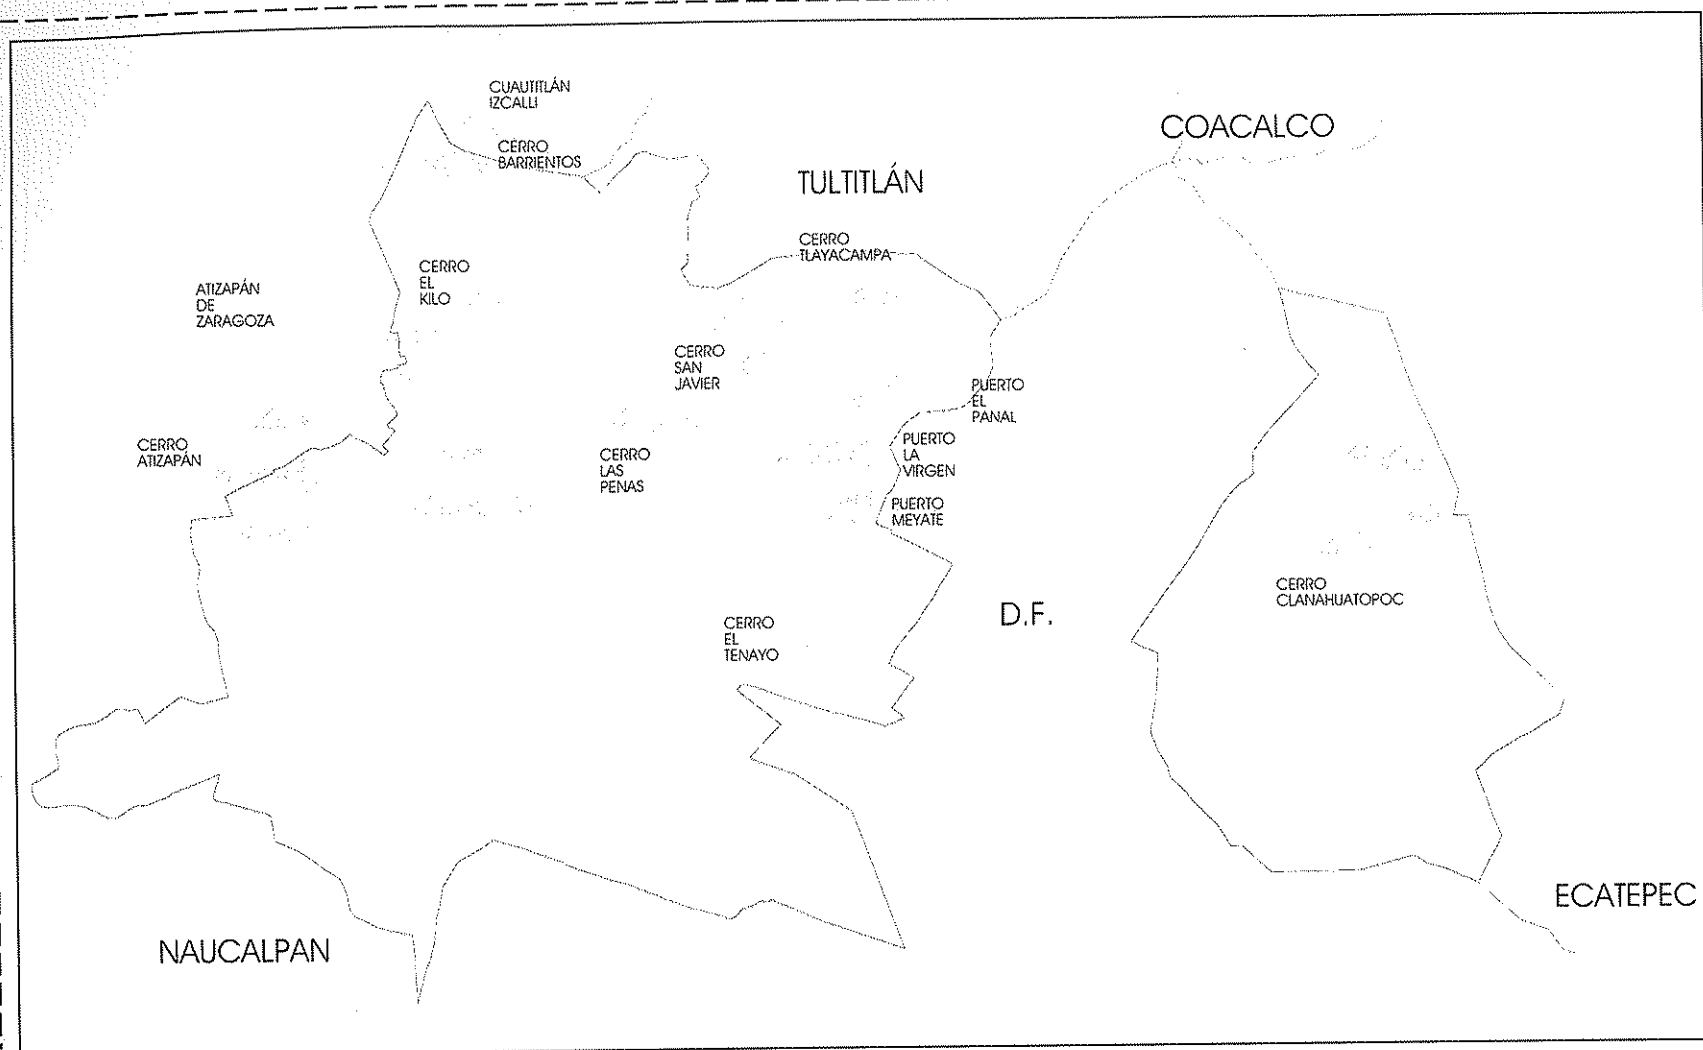 CUAUTITLÁN
IZCALLI
COACALCO
CERRO
BARRIENTOS
TULTITLÁN
CERRO
TLAYACAMPA
CERRO
EL
KILO
ATIZAPÁN
DE
ZARAGOZA
CERRO
SAN
JAVIER
PUERTO
EL
PANAL
CERRO
ATIZAPÁN
CERRO
LAS
PENAS
PUERTO
LA
VIRGEN
PUERTO
MEYATE
CERRO
CLANAHUATOPOC
D.F.
CERRO
EL
TENAYO
ECATEPEC
NAUCALPAN